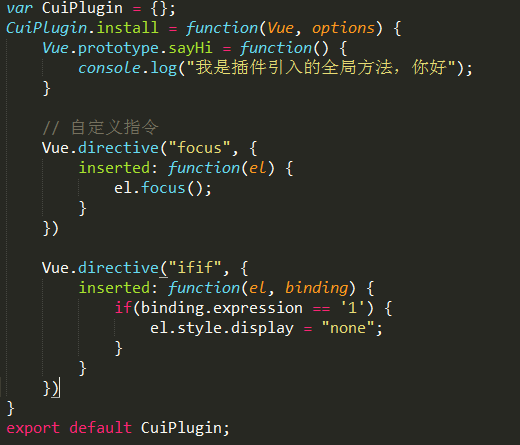 var CuiPlugin = {};
CuiPlugin.install = function(Vue, options) {
    Vue.prototype.sayHi = function() {
        console.log("我是插件引入的全局方法，你好");
    }

    // 自定义指令
    Vue.directive("focus", {
        inserted: function(el) {
            el.focus();
        }
    })

    Vue.directive("ifif", {
        inserted: function(el, binding) {
            if(binding.expression == '1') {
                el.style.display = "none";
            }
        }
    })
}
export default CuiPlugin;